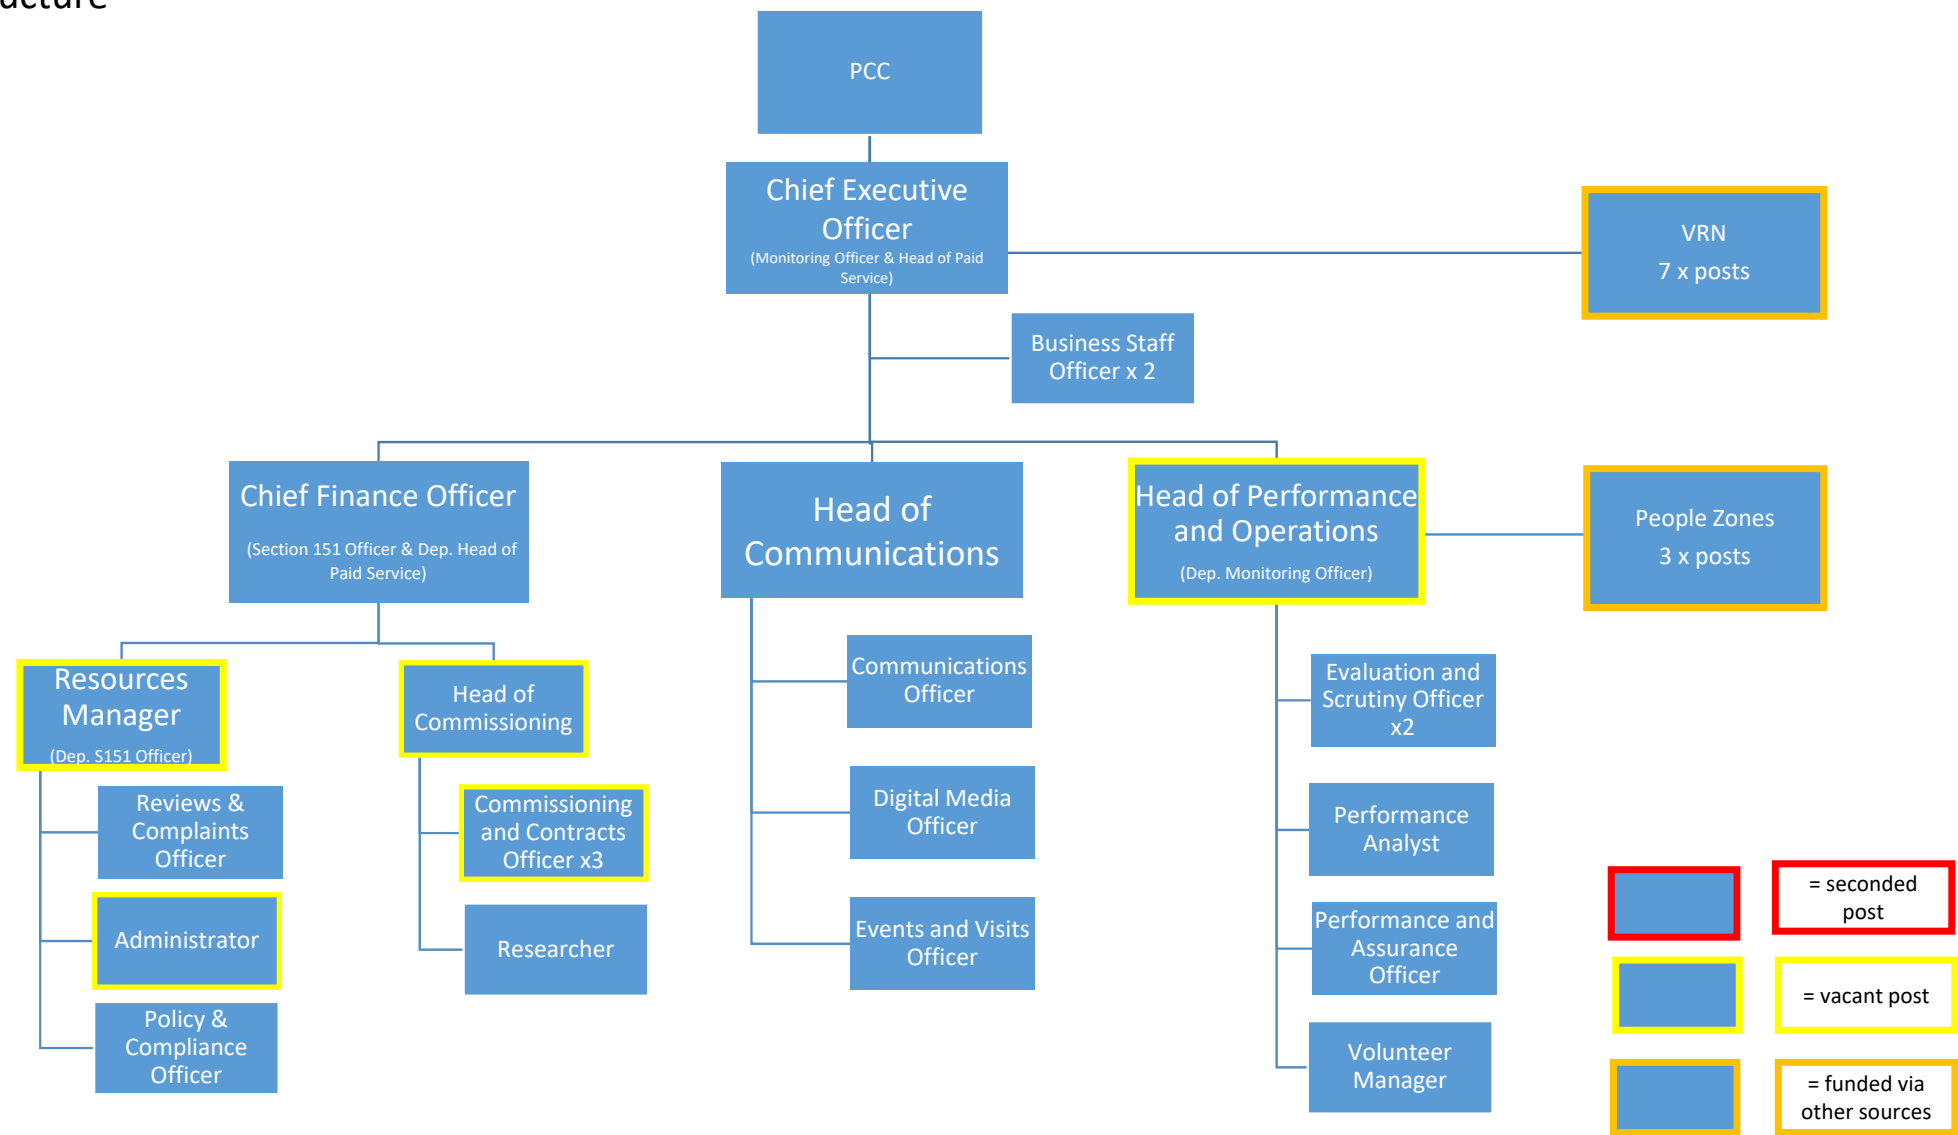 PCC
Chief Executive
Officer
(Monitoring Officer & Head of Paid
Service)
VRN
7 x posts
Business Staff
Officer x 2
Chief Finance Officer
(Section 151 Officer & Dep. Head of
Paid Service)
Head of
Communications
Head of Performance
and Operations
(Dep. Monitoring Officer)
People Zones
3 x posts
Resources
Manager
(Dep. S151 Officer)
Reviews &
Complaints
Officer
Administrator
Policy &
Compliance
Officer
Head of
Commissioning
Commissioning
and Contracts
Officer x3
Researcher
Communications
Officer
Digital Media
Officer
Events and Visits
Officer
Evaluation and
Scrutiny Officer
x2
Performance
Analyst
Performance and
Assurance
Officer
Volunteer
Manager
= seconded
post
= vacant post
= funded via
other sources